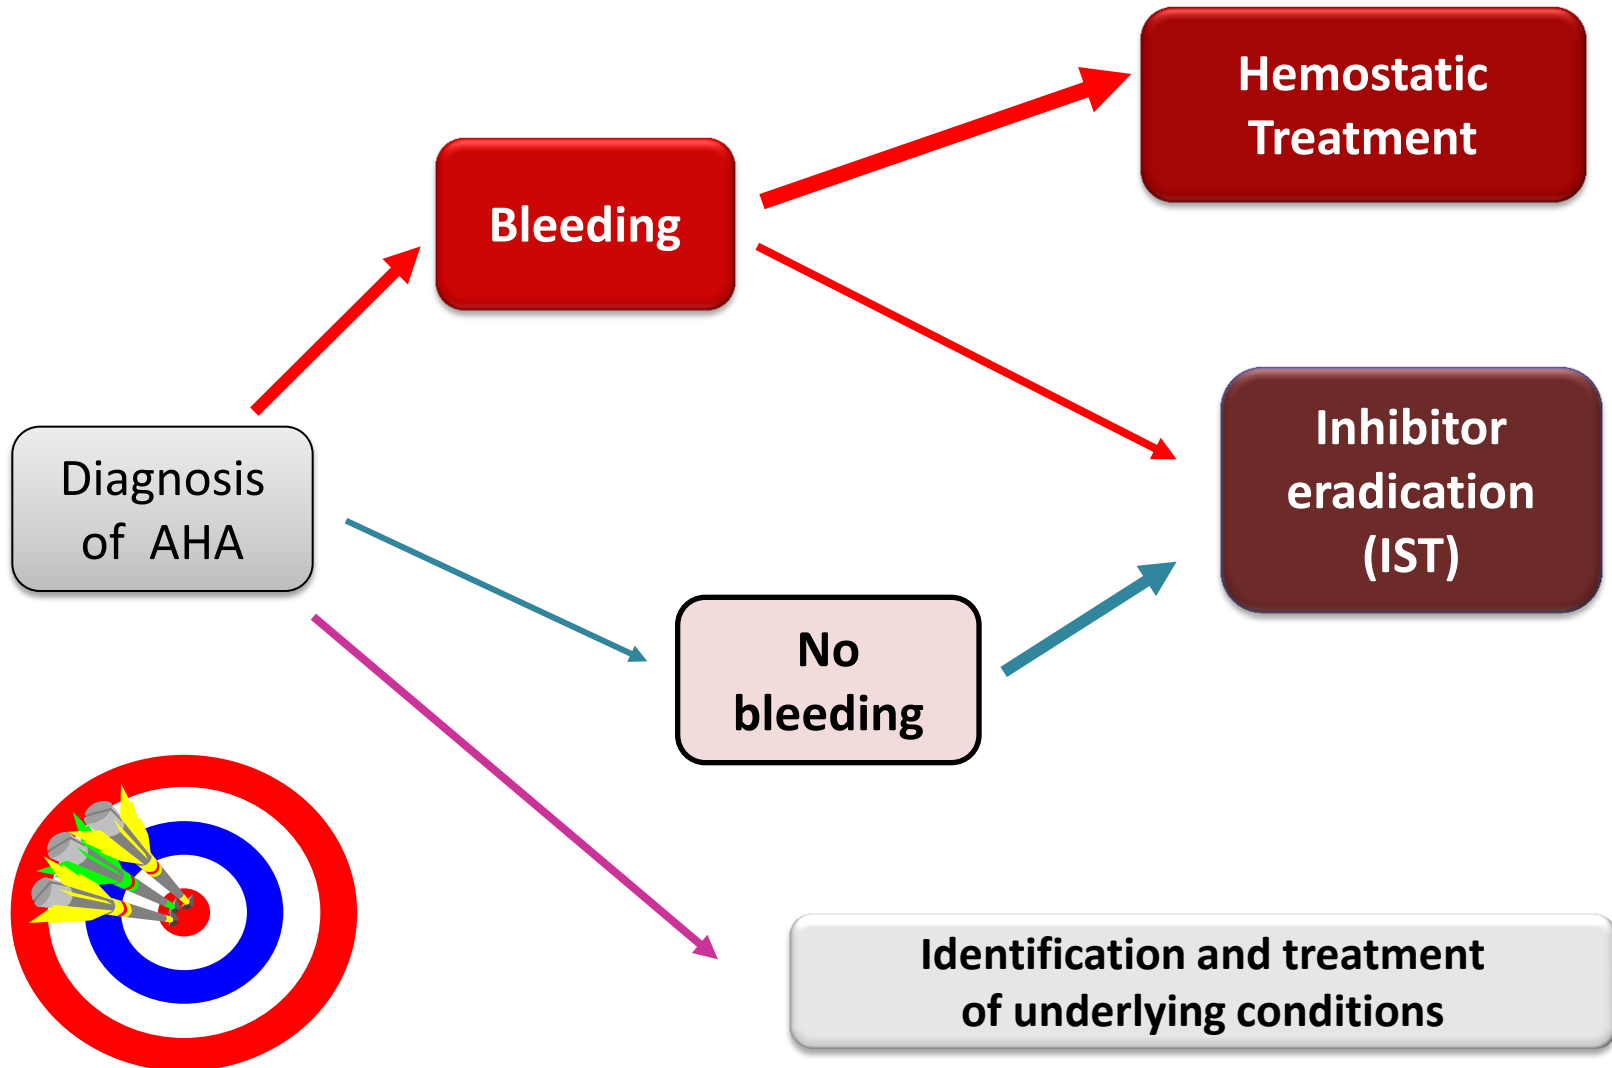 Hemostatic
Treatment
Bleeding
Diagnosis
of  AHA
Inhibitor
eradication
(IST)
No
bleeding
Identification and treatment
of underlying conditions